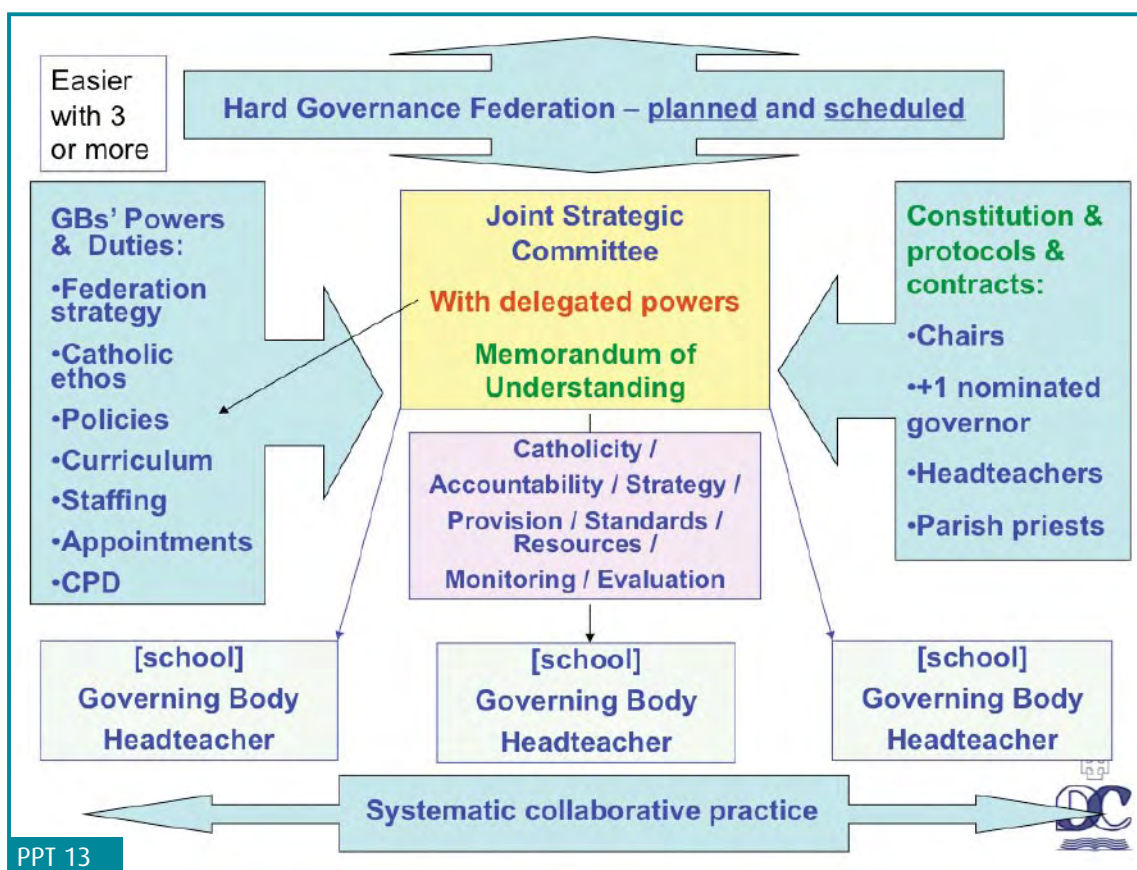 Easier
with 3
or more
Hard Governance Federation – planned and scheduled
GBs' Powers
& Duties:
•Federation
strategy
•Catholic
ethos
•Policies
•Curriculum
•Staffing
•Appointments
•CPD
Joint Strategic
Committee
With delegated powers
Memorandum of
Understanding
Constitution &
protocols &
contracts:
•Chairs
•+1 nominated
governor
•Headteachers
•Parish priests
Catholicity /
Accountability / Strategy /
Provision / Standards /
Resources /
Monitoring / Evaluation
[school]
Governing Body
Headteacher
[school]
Governing Body
Headteacher
[school]
Governing Body
Headteacher
Systematic collaborative practice
DC
PPT 13